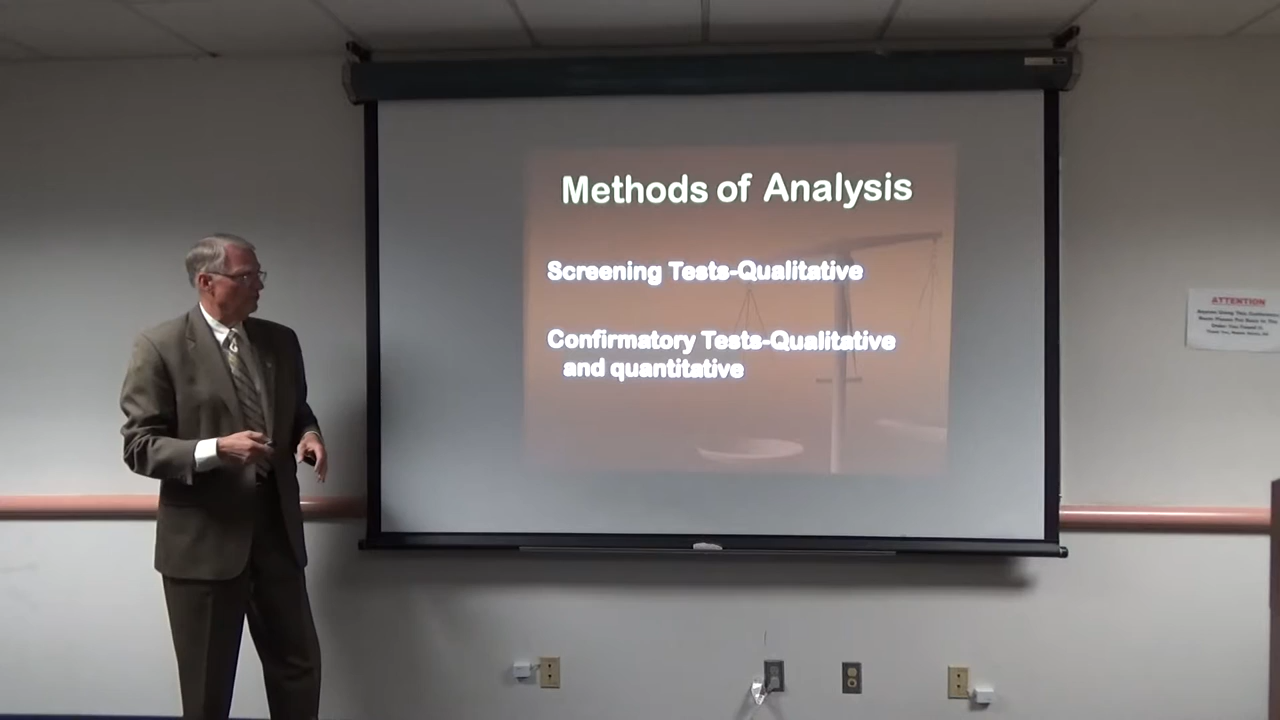 Methods of Analysis
Screening Tests-Qualitative
Confirmatory Tests-Qualitative
and quantitative
ATTENTION